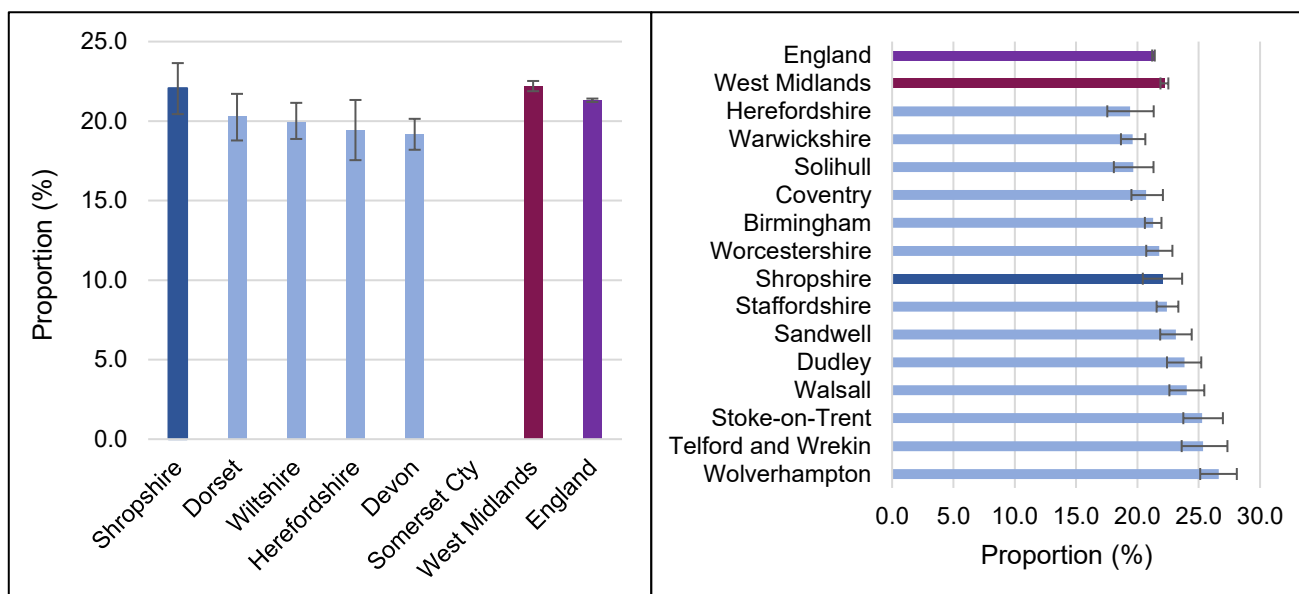 25.0
20.0
15.0
10.0
5.0
0.0
Proportion (%)
Shropshire
Dorset
Wiltshire
Herefordshire
Devon
Somerset Cty
West Midlands
England
England
West Midlands
Herefordshire
Warwickshire
Solihull
Coventry
Birmingham
Worcestershire
Shropshire
Staffordshire
Sandwell
Dudley
Walsall
Stoke-on-Trent
Telford and Wrekin
Wolverhampton
0.0 5.0 10.0 15.0 20.0 25.0 30.0
Proportion (%)